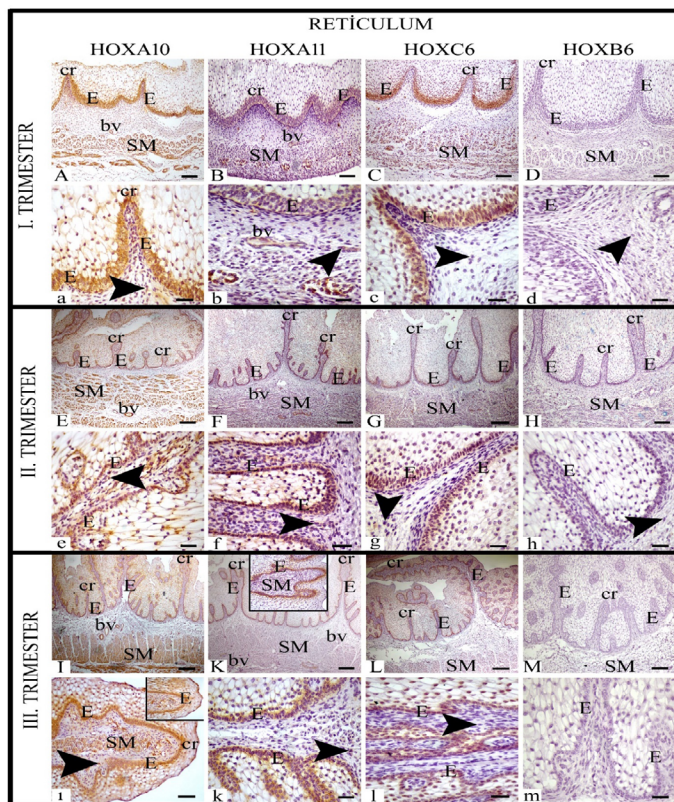 RETİCULUM
HOXA10 HOXA11 HOXC6 HOXB6
I. TRIMESTER
cr E E bv SM A
E E bv SM B
cr cr E E SM C
cr E E SM D
cr E E a
E bv b
E c
d
II. TRIMESTER
cr cr E E SM bv E
cr cr E bv SM F
cr cr E E SM G
cr cr E E SM H
E E e
E E f
E E g
E h
III. TRIMESTER
cr E cr E bv SM I
E SM cr E cr E SM bv bv K
cr E cr E SM L
cr E cr E SM M
E E SM cr E i
E E k
E E l
E E m